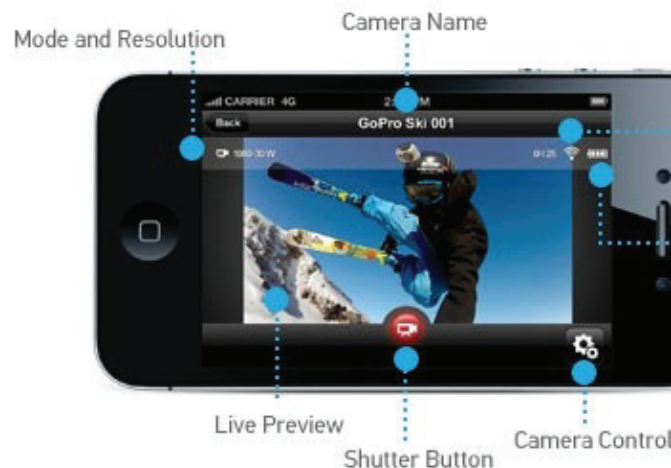 Camera Name
Mode and Resolution
CARRIER 4G
Back
GoPro Ski 001
1080-30 W
0H:25
Live Preview
Camera Control
Shutter Button